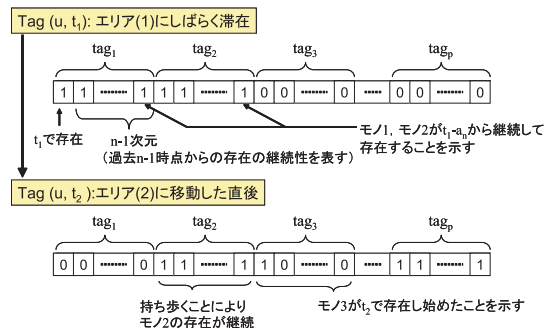 Tag (u, t1): エリア(1)にしばらく滞在
tag1 tag2 tag3 tagp
1 1 ········ 1 1 1 ········ 1 0 0 ········ 0 ····· 0 0 ········ 0
t1で存在
n-1次元
(過去n-1時点からの存在の継続性を表す)
モノ1, モノ2がt1-anから継続して
存在することを示す
Tag (u, t2 ):エリア(2)に移動した直後
tag1 tag2 tag3 tagp
0 0 ········ 0 1 1 ········ 1 1 0 ········ 0 ····· 1 1 ········ 1
持ち歩くことにより
モノ2の存在が継続
モノ3がt2で存在し始めたことを示す